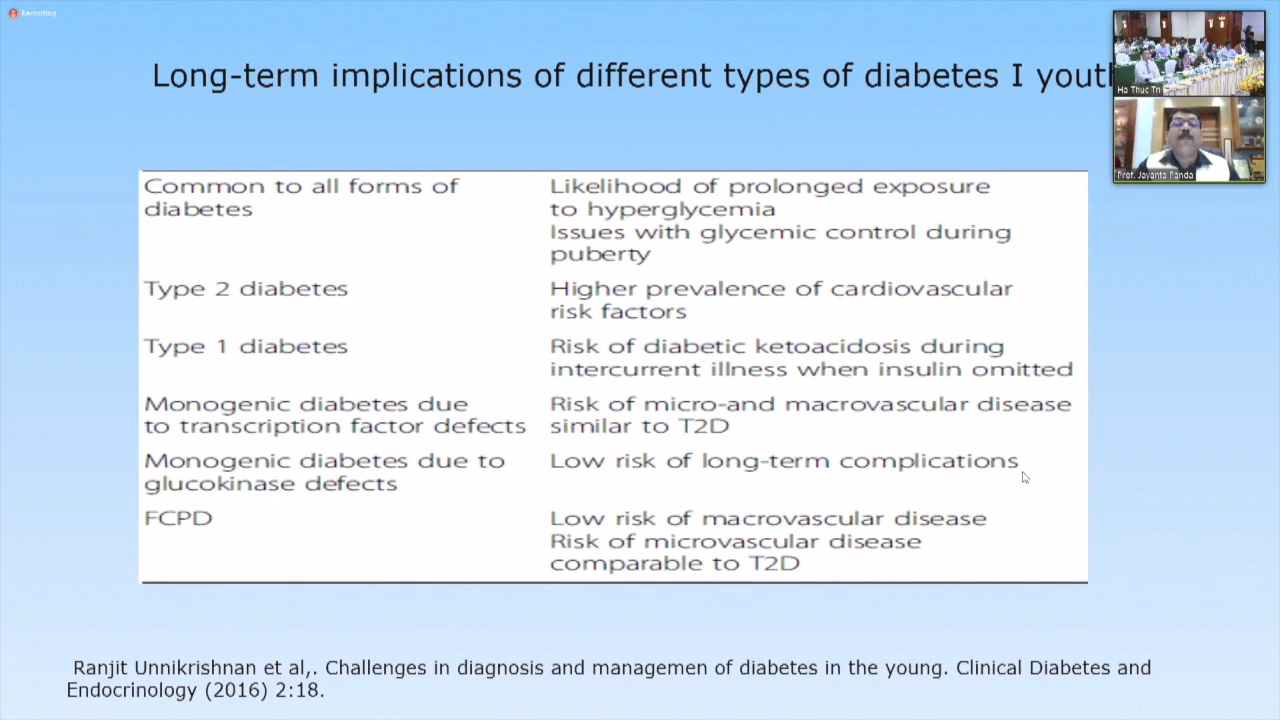 Recording
Long-term implications of different types of diabetes I yout
Ha Thuc Tri
Prof. Jayanta Panda
Common to all forms of
diabetes
Likelihood of prolonged exposure
to hyperglycemia
Issues with glycemic control during
puberty
Type 2 diabetes
Higher prevalence of cardiovascular
risk factors
Type 1 diabetes
Risk of diabetic ketoacidosis during
intercurrent illness when insulin omitted
Monogenic diabetes due
to transcription factor defects
Risk of micro-and macrovascular disease
similar to T2D
Monogenic diabetes due to
glucokinase defects
Low risk of long-term complications
FCPD
Low risk of macrovascular disease
Risk of microvascular disease
comparable to T2D
Ranjit Unnikrishnan et al,. Challenges in diagnosis and managemen of diabetes in the young. Clinical Diabetes and
Endocrinology (2016) 2:18.